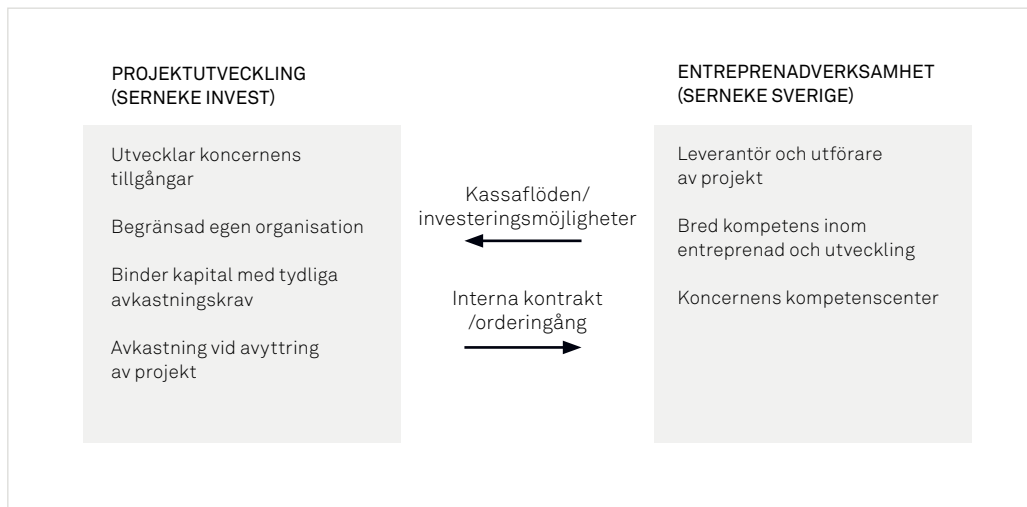 PROJEKTUTVECKLING
(SERNEKE INVEST)
Utvecklar koncernens
tillgångar
Begränsad egen organisation
Binder kapital med tydliga
avkastningskrav
Avkastning vid avyttring
av projekt
Kassaflöden/
investeringsmöjligheter
Interna kontrakt
/orderingång
ENTREPRENADVERKSAMHET
(SERNEKE SVERIGE)
Leverantör och utförare
av projekt
Bred kompetens inom
entreprenad och utveckling
Koncernens kompetenscenter